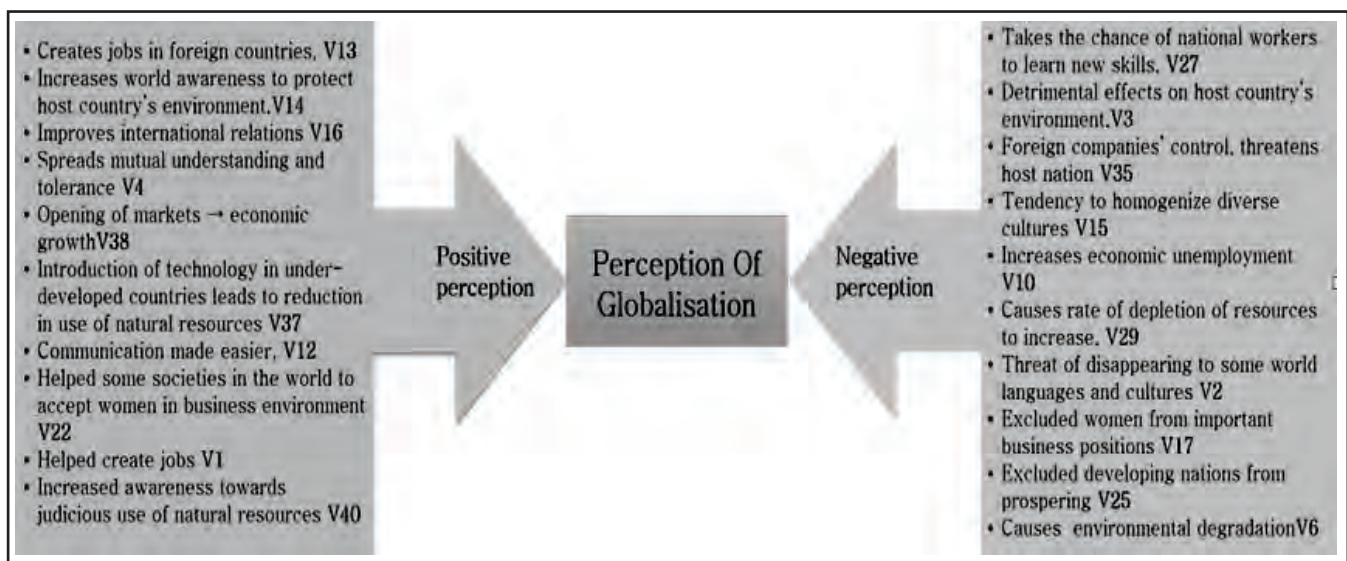 • Creates jobs in foreign countries, V13
• Increases world awareness to protect
host country's environment.V14
• Improves international relations V16
• Spreads mutual understanding and
tolerance V4
• Opening of markets → economic
growthV38
• Introduction of technology in under-
developed countries leads to reduction
in use of natural resources V37
• Communication made easier, V12
• Helped some societies in the world to
accept women in business environment
V22
• Helped create jobs V1
• Increased awareness towards
judicious use of natural resources V40
Positive
perception
Perception Of
Globalisation
Negative
perception
• Takes the chance of national workers
to learn new skills, V27
• Detrimental effects on host country's
environment.V3
• Foreign companies' control, threatens
host nation V35
• Tendency to homogenize diverse
cultures V15
• Increases economic unemployment
V10
• Causes rate of depletion of resources
to increase. V29
• Threat of disappearing to some world
languages and cultures V2
• Excluded women from important
business positions V17
• Excluded developing nations from
prospering V25
• Causes environmental degradationV6